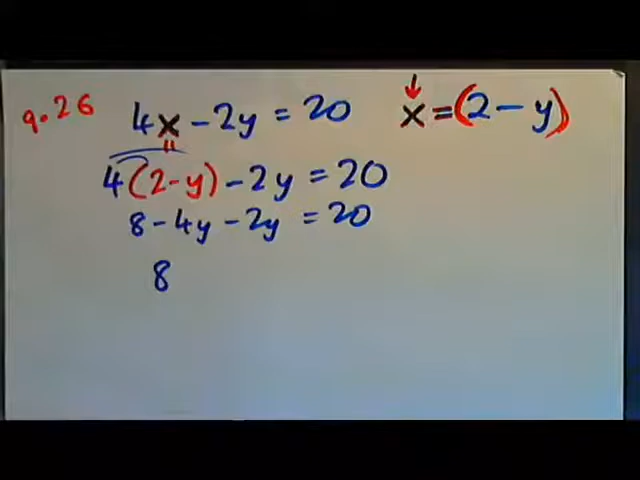 9.26
4x - 2y = 20
x = (2 - y)
4(2 - y) - 2y = 20
8 - 4y - 2y = 20
8